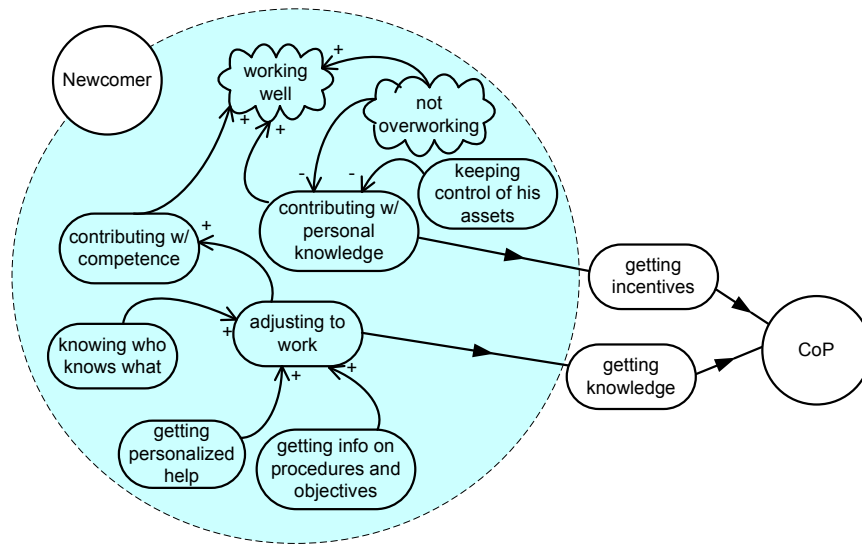 Newcomer
working
well
+
not
overworking
+
+
-
-
keeping
control of his
assets
contributing w/
personal
knowledge
contributing w/
competence
+
getting
incentives
CoP
adjusting to
work
knowing who
knows what
+
getting
knowledge
+
+
getting
personalized
help
getting info on
procedures and
objectives